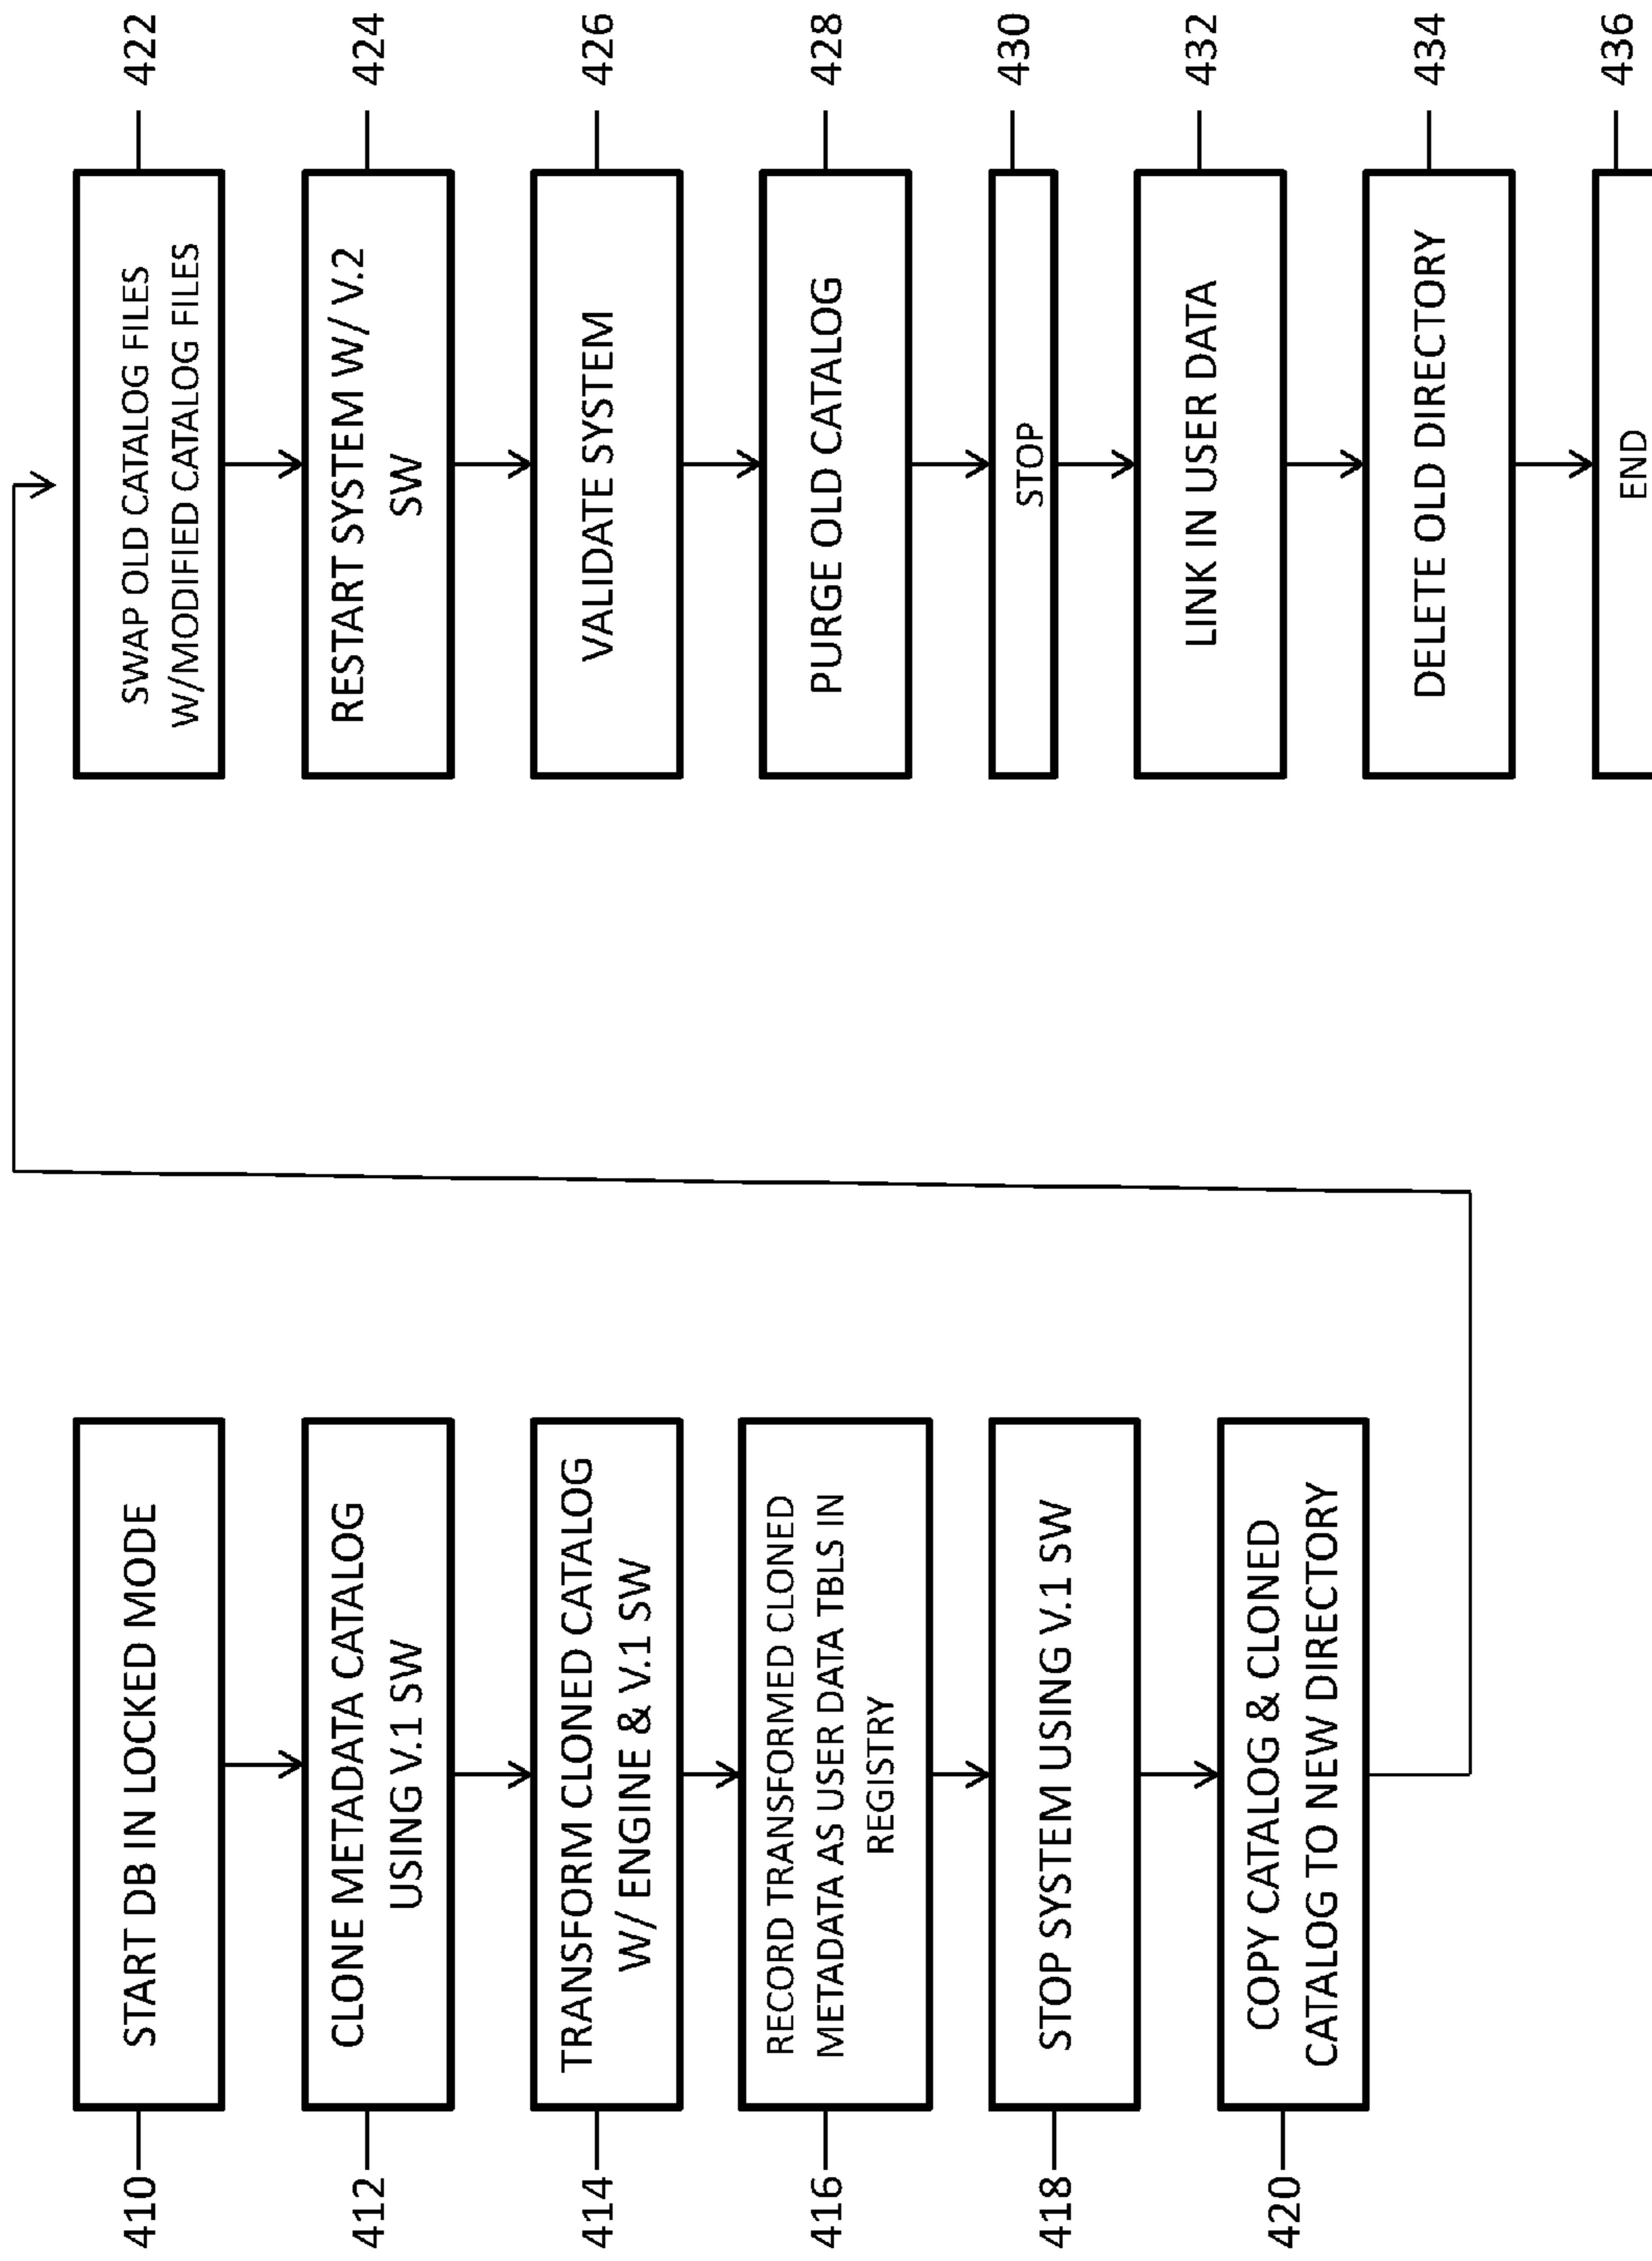 410
START DB IN LOCKED MODE
412
CLONE METADATA CATALOG
USING V.1 SW
414
TRANSFORM CLONED CATALOG
W/ ENGINE & V.1 SW
416
RECORD TRANSFORMED CLONED
METADATA AS USER DATA TBLS IN
REGISTRY
418
STOP SYSTEM USING V.1 SW
420
COPY CATALOG & CLONED
CATALOG TO NEW DIRECTORY
SWAP OLD CATALOG FILES
W/MODIFIED CATALOG FILES
422
RESTART SYSTEM W/ V.2
SW
424
VALIDATE SYSTEM
426
PURGE OLD CATALOG
428
STOP
430
LINK IN USER DATA
432
DELETE OLD DIRECTORY
434
END
436